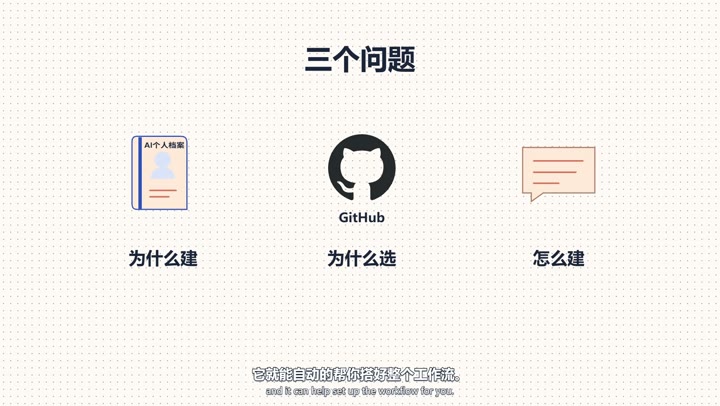 三个问题
AI个人档案
GitHub
为什么建
为什么选
怎么建
它就能自动的帮你搭好整个工作流。
and it can help set up the workflow for you.